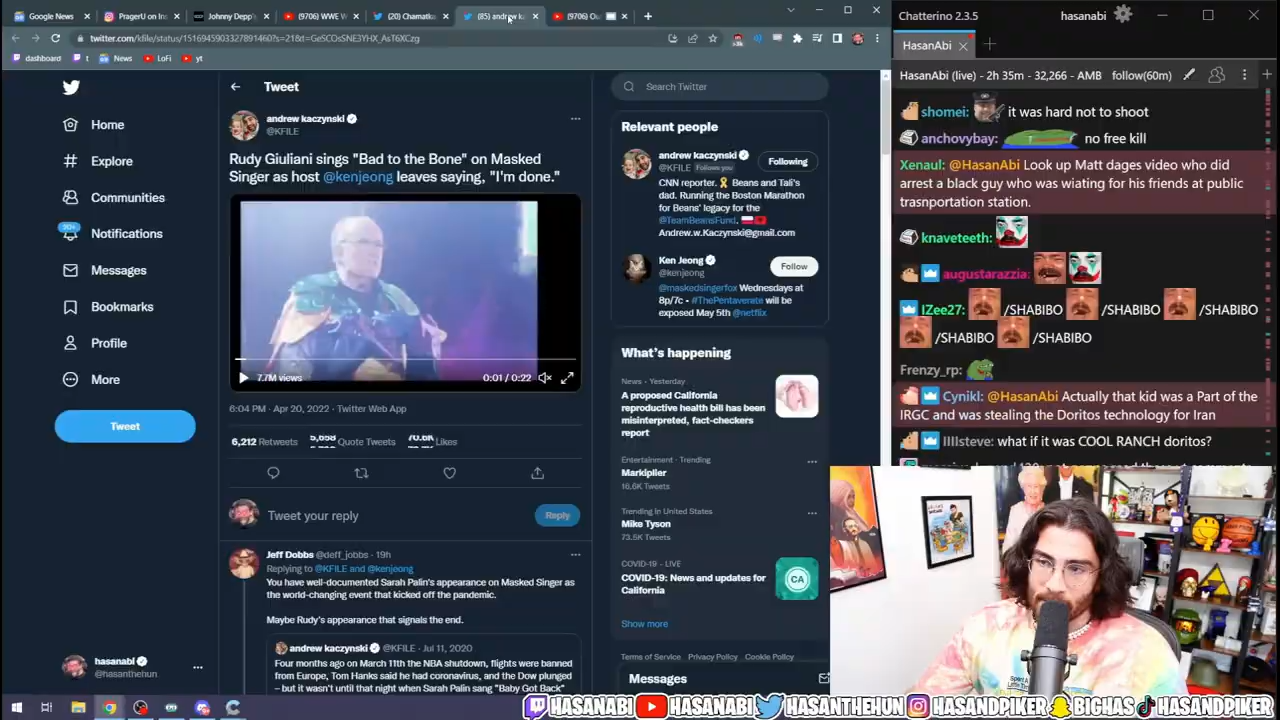 Google News
PragerU on In
Johnny Depp'
(9706) WWE W
(20) Chamatka
(85) andrew ka
(9706) Ou
twitter.com/kfile/status/1516945903327891460?s=21&t=GeSCOsSNE3YHX_AsT6XCzg
dashboard
t
News
LoFi
yt
Tweet
Search Twitter
Home
Explore
Communities
90+
Notifications
Messages
Bookmarks
Profile
More
Tweet
hasanabi
@hasanthehun
andrew kaczynski
@KFILE
Rudy Giuliani sings "Bad to the Bone" on Masked
Singer as host @kenjeong leaves saying, "I'm done."
7.7M views
0:01 / 0:22
6:04 PM · Apr 20, 2022 · Twitter Web App
6,212 Retweets
Quote Tweets
Likes
Tweet your reply
Reply
Jeff Dobbs @deff_jobbs · 19h
Replying to @KFILE and @kenjeong
You have well-documented Sarah Palin's appearance on Masked Singer as
the world-changing event that kicked off the pandemic.
Maybe Rudy's appearance that signals the end.
andrew kaczynski @KFILE · Jul 11, 2020
Four months ago on March 11th the NBA shutdown, flights were banned
from Europe, Tom Hanks said he had coronavirus, and the Dow plunged
– but it wasn't until that night when Sarah Palin sang "Baby Got Back"
Relevant people
andrew kaczynski
@KFILE Follows you
Following
CNN reporter. Beans and Tali's
dad. Running the Boston Marathon
for Beans' legacy for the
@TeamBeansFund.
Andrew.w.Kaczynski@gmail.com
Ken Jeong
@kenjeong
Follow
@maskedsingerfox Wednesdays at
8p/7c • #ThePentaverate will be
exposed May 5th @netflix
What's happening
News · Yesterday
A proposed California
reproductive health bill has been
misinterpreted, fact-checkers
report
Entertainment · Trending
Markiplier
16.6K Tweets
Trending in United States
Mike Tyson
73.5K Tweets
COVID-19 · LIVE
COVID-19: News and updates for
California
CA
Show more
Terms of Service Privacy Policy Cookie Policy
Messages
Chatterino 2.3.5
hasanabi
HasanAbi
HasanAbi (live) - 2h 35m - 32,266 - AMB
follow(60m)
shomei: it was hard not to shoot
anchovybay: no free kill
Xenaul: @HasanAbi Look up Matt dages video who did
arrest a black guy who was wiating for his friends at public
trasnportation station.
knaveteeth:
augustarazzia:
IZee27: /SHABIBO /SHABIBO /SHABIBO
/SHABIBO /SHABIBO
Frenzy_rp:
Cynikl: @HasanAbi Actually that kid was a Part of the
IRGC and was stealing the Doritos technology for Iran
IIIIsteve: what if it was COOL RANCH doritos?
HASANABI HASANABI HASANTHEHUN HASANDPIKER BIGHAS HASANDPIKER